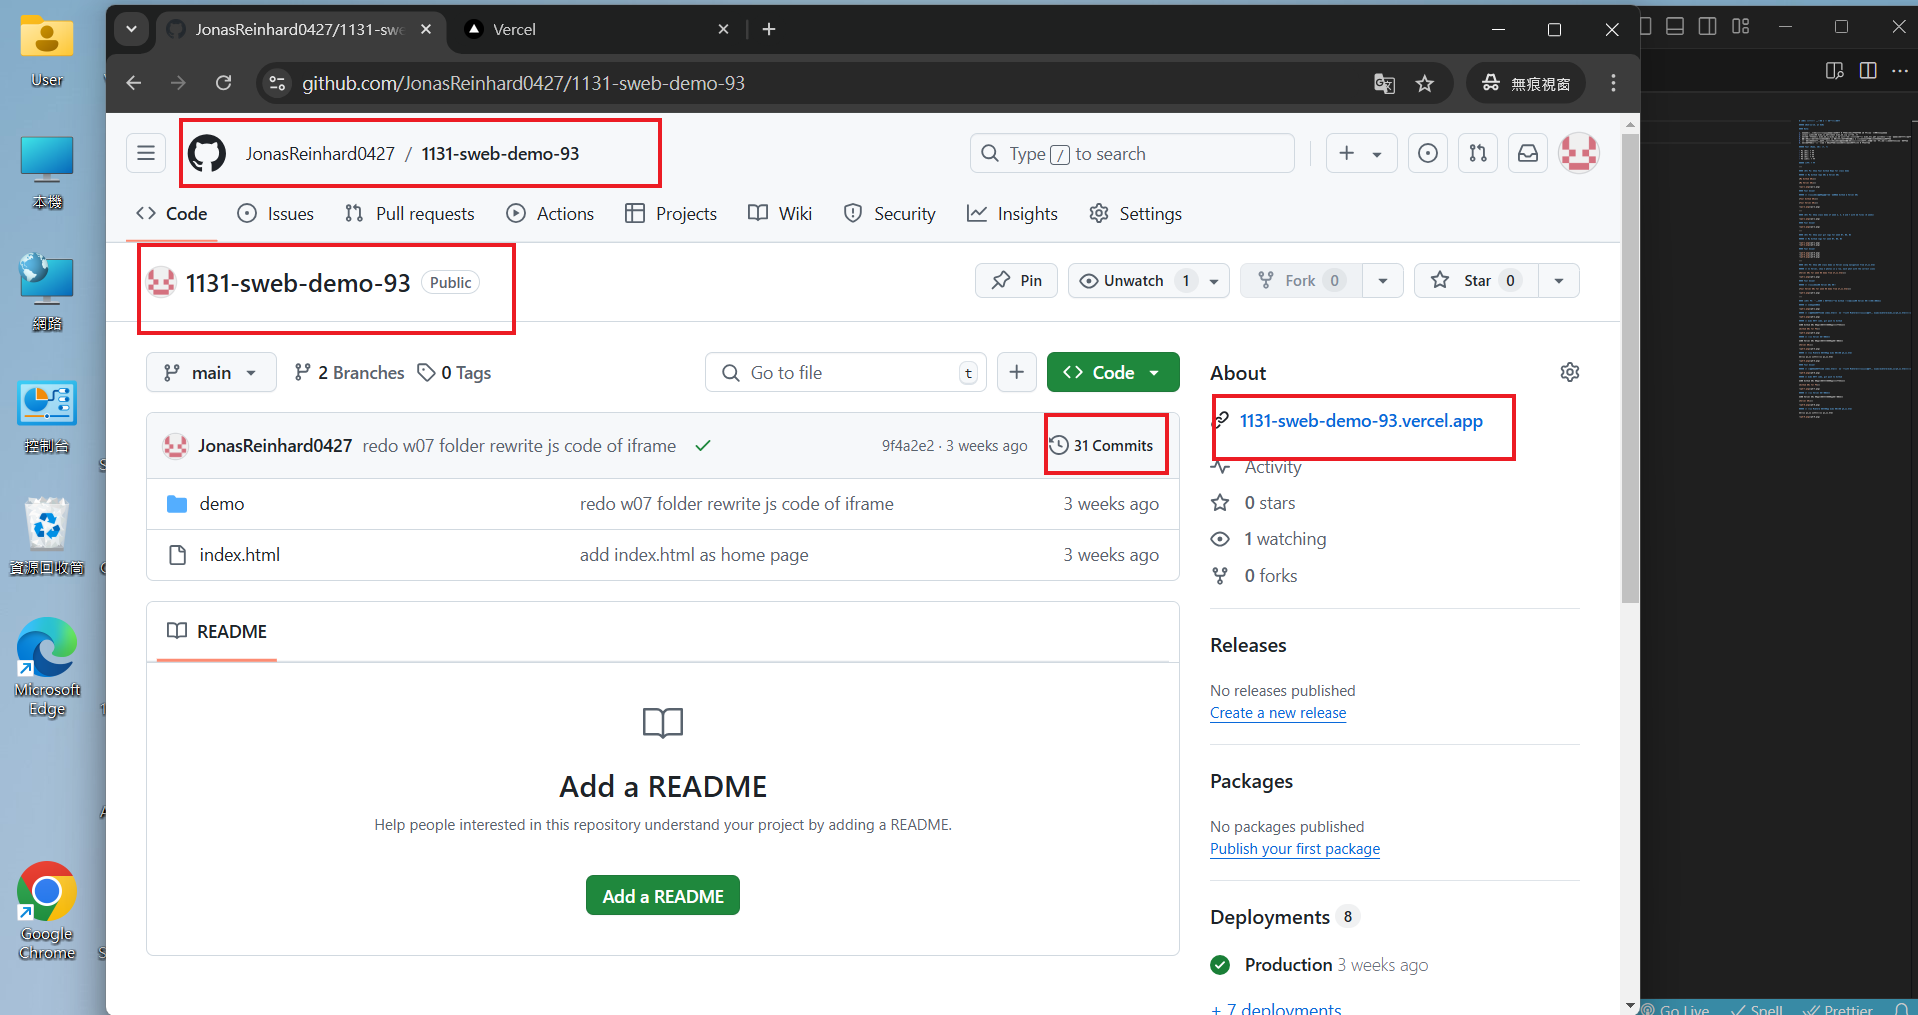 User
本機
網路
控制台
資源回收筒
Microsoft
Edge
Google
Chrome
JonasReinhard0427/1131-swe
Vercel
github.com/JonasReinhard0427/1131-sweb-demo-93
無痕視窗
JonasReinhard0427 / 1131-sweb-demo-93
Type / to search
Code
Issues
Pull requests
Actions
Projects
Wiki
Security
Insights
Settings
1131-sweb-demo-93 Public
Pin
Unwatch 1
Fork 0
Star 0
main
2 Branches
0 Tags
Go to file t
Code
JonasReinhard0427 redo w07 folder rewrite js code of iframe
9f4a2e2 · 3 weeks ago
31 Commits
demo redo w07 folder rewrite js code of iframe 3 weeks ago
index.html add index.html as home page 3 weeks ago
README
Add a README
Help people interested in this repository understand your project by adding a README.
Add a README
About
1131-sweb-demo-93.vercel.app
Activity
0 stars
1 watching
0 forks
Releases
No releases published
Create a new release
Packages
No packages published
Publish your first package
Deployments 8
Production 3 weeks ago
+ 7 deployments
Go Live
Spell
Prettier